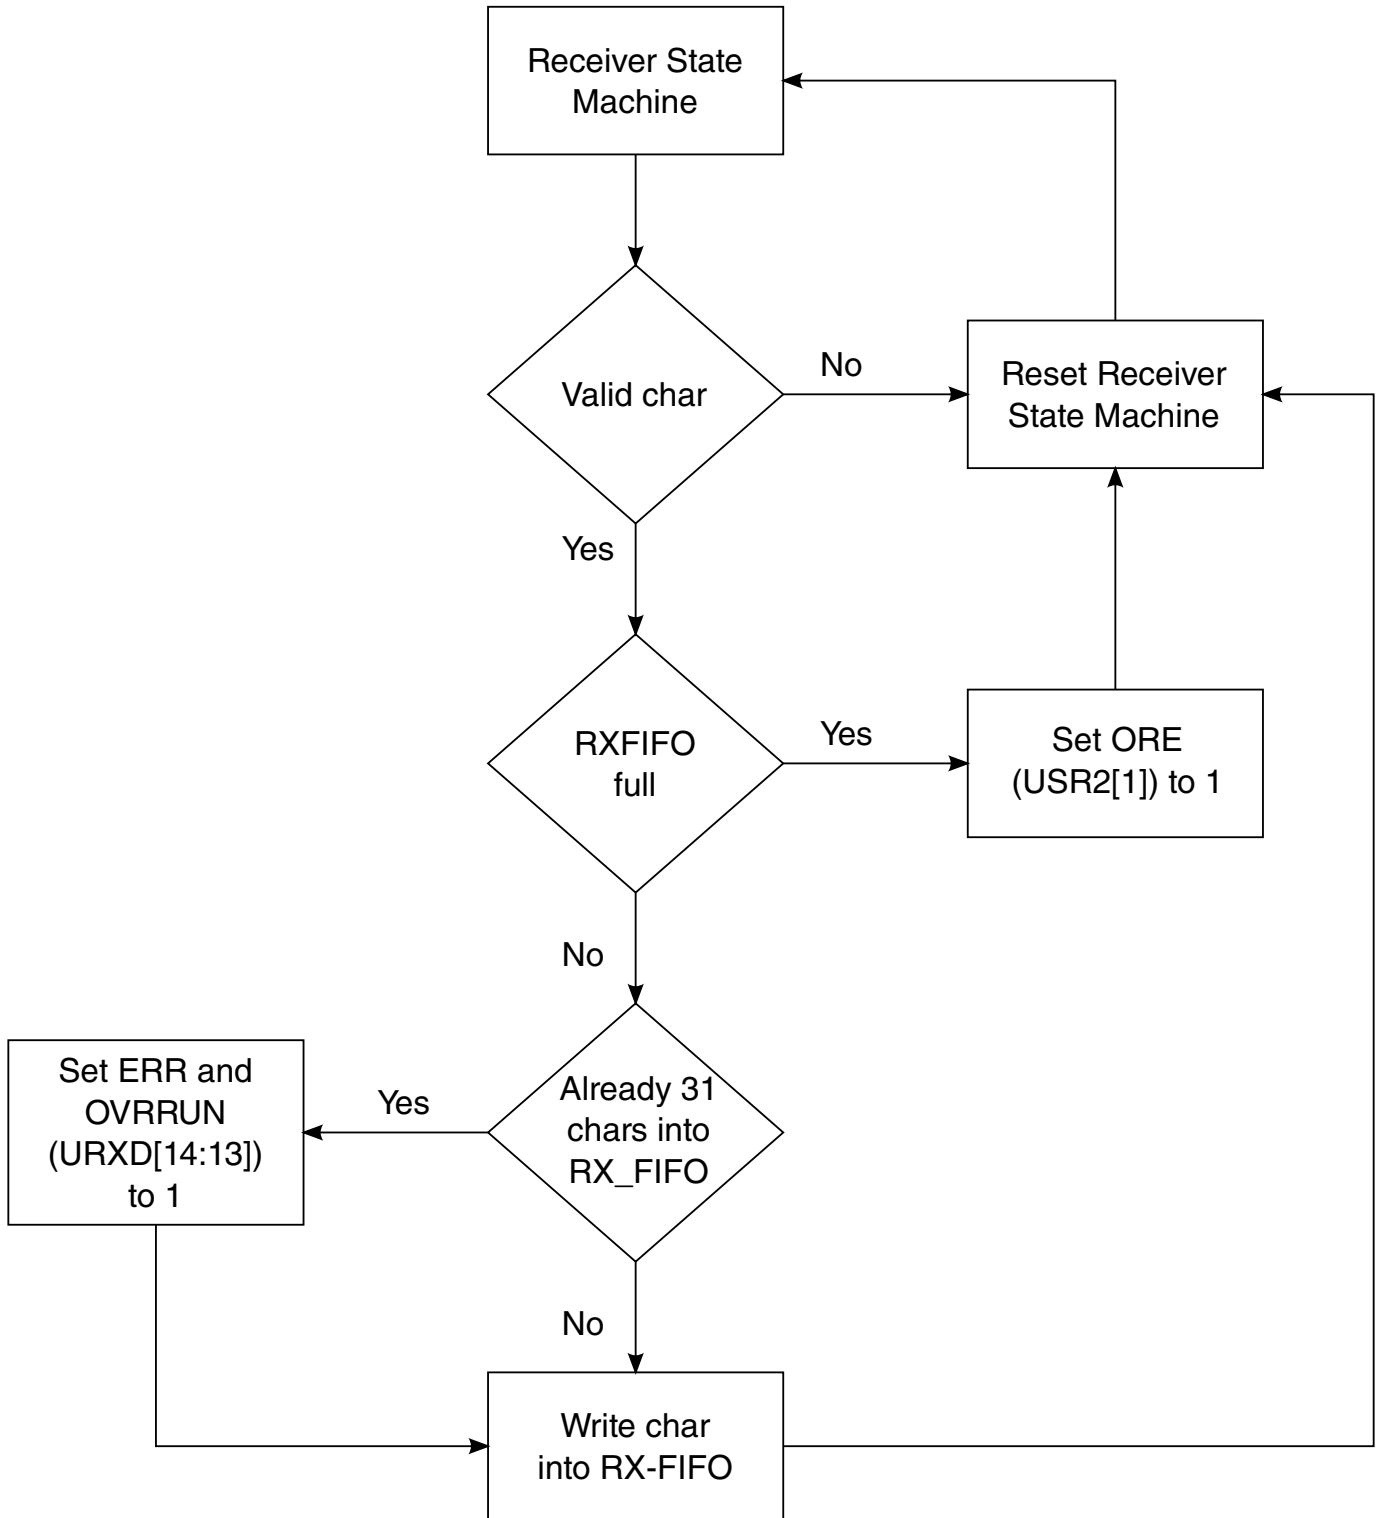 Receiver State
Machine
Valid char
No
Reset Receiver
State Machine
Yes
RXFIFO
full
Yes
Set ORE
(USR2[1]) to 1
No
Set ERR and
OVRRUN
(URXD[14:13])
to 1
Yes
Already 31
chars into
RX_FIFO
No
Write char
into RX-FIFO